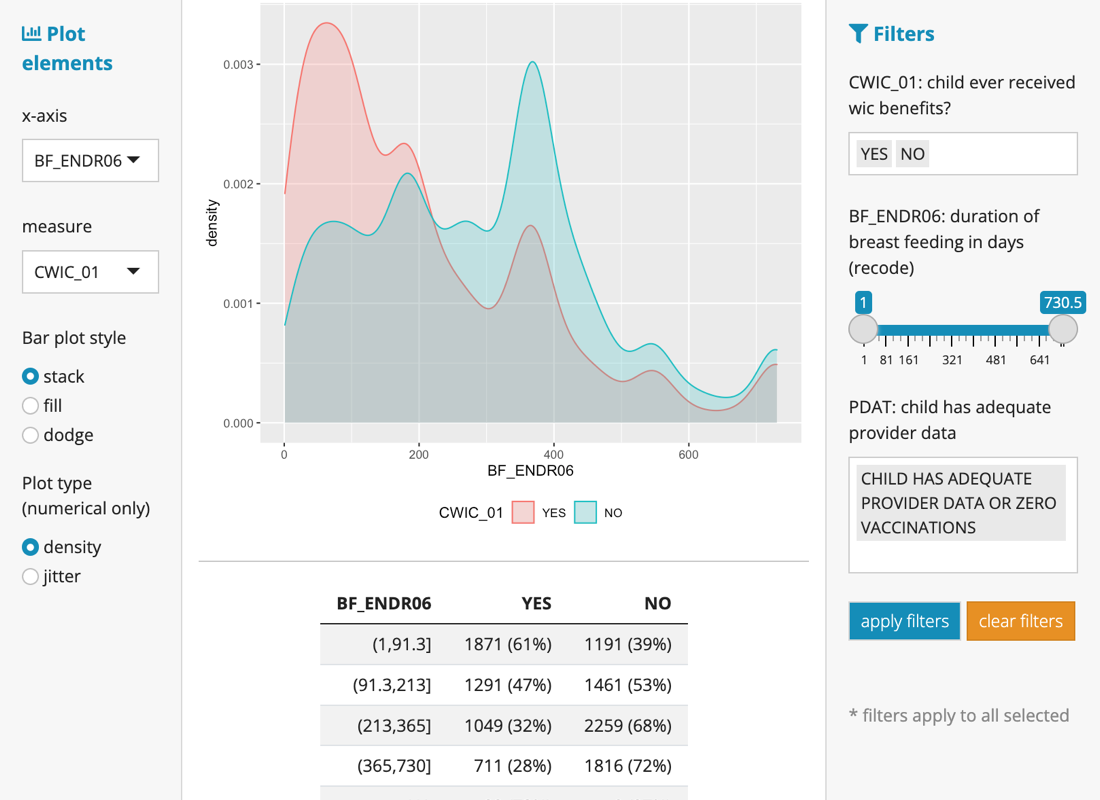 Plot
elements
x-axis
BF_ENDR06
measure
CWIC_01
Bar plot style
stack
fill
dodge
Plot type
(numerical only)
density
jitter
density
0.003
0.002
0.001
0.000
0 200 400 600
BF_ENDR06
CWIC_01 YES NO
BF_ENDR06 YES NO
(1,91.3] 1871 (61%) 1191 (39%)
(91.3,213] 1291 (47%) 1461 (53%)
(213,365] 1049 (32%) 2259 (68%)
(365,730] 711 (28%) 1816 (72%)
Filters
CWIC_01: child ever received
wic benefits?
YES NO
BF_ENDR06: duration of
breast feeding in days
(recode)
1 730.5
1 81 161 321 481 641
PDAT: child has adequate
provider data
CHILD HAS ADEQUATE
PROVIDER DATA OR ZERO
VACCINATIONS
apply filters clear filters
* filters apply to all selected